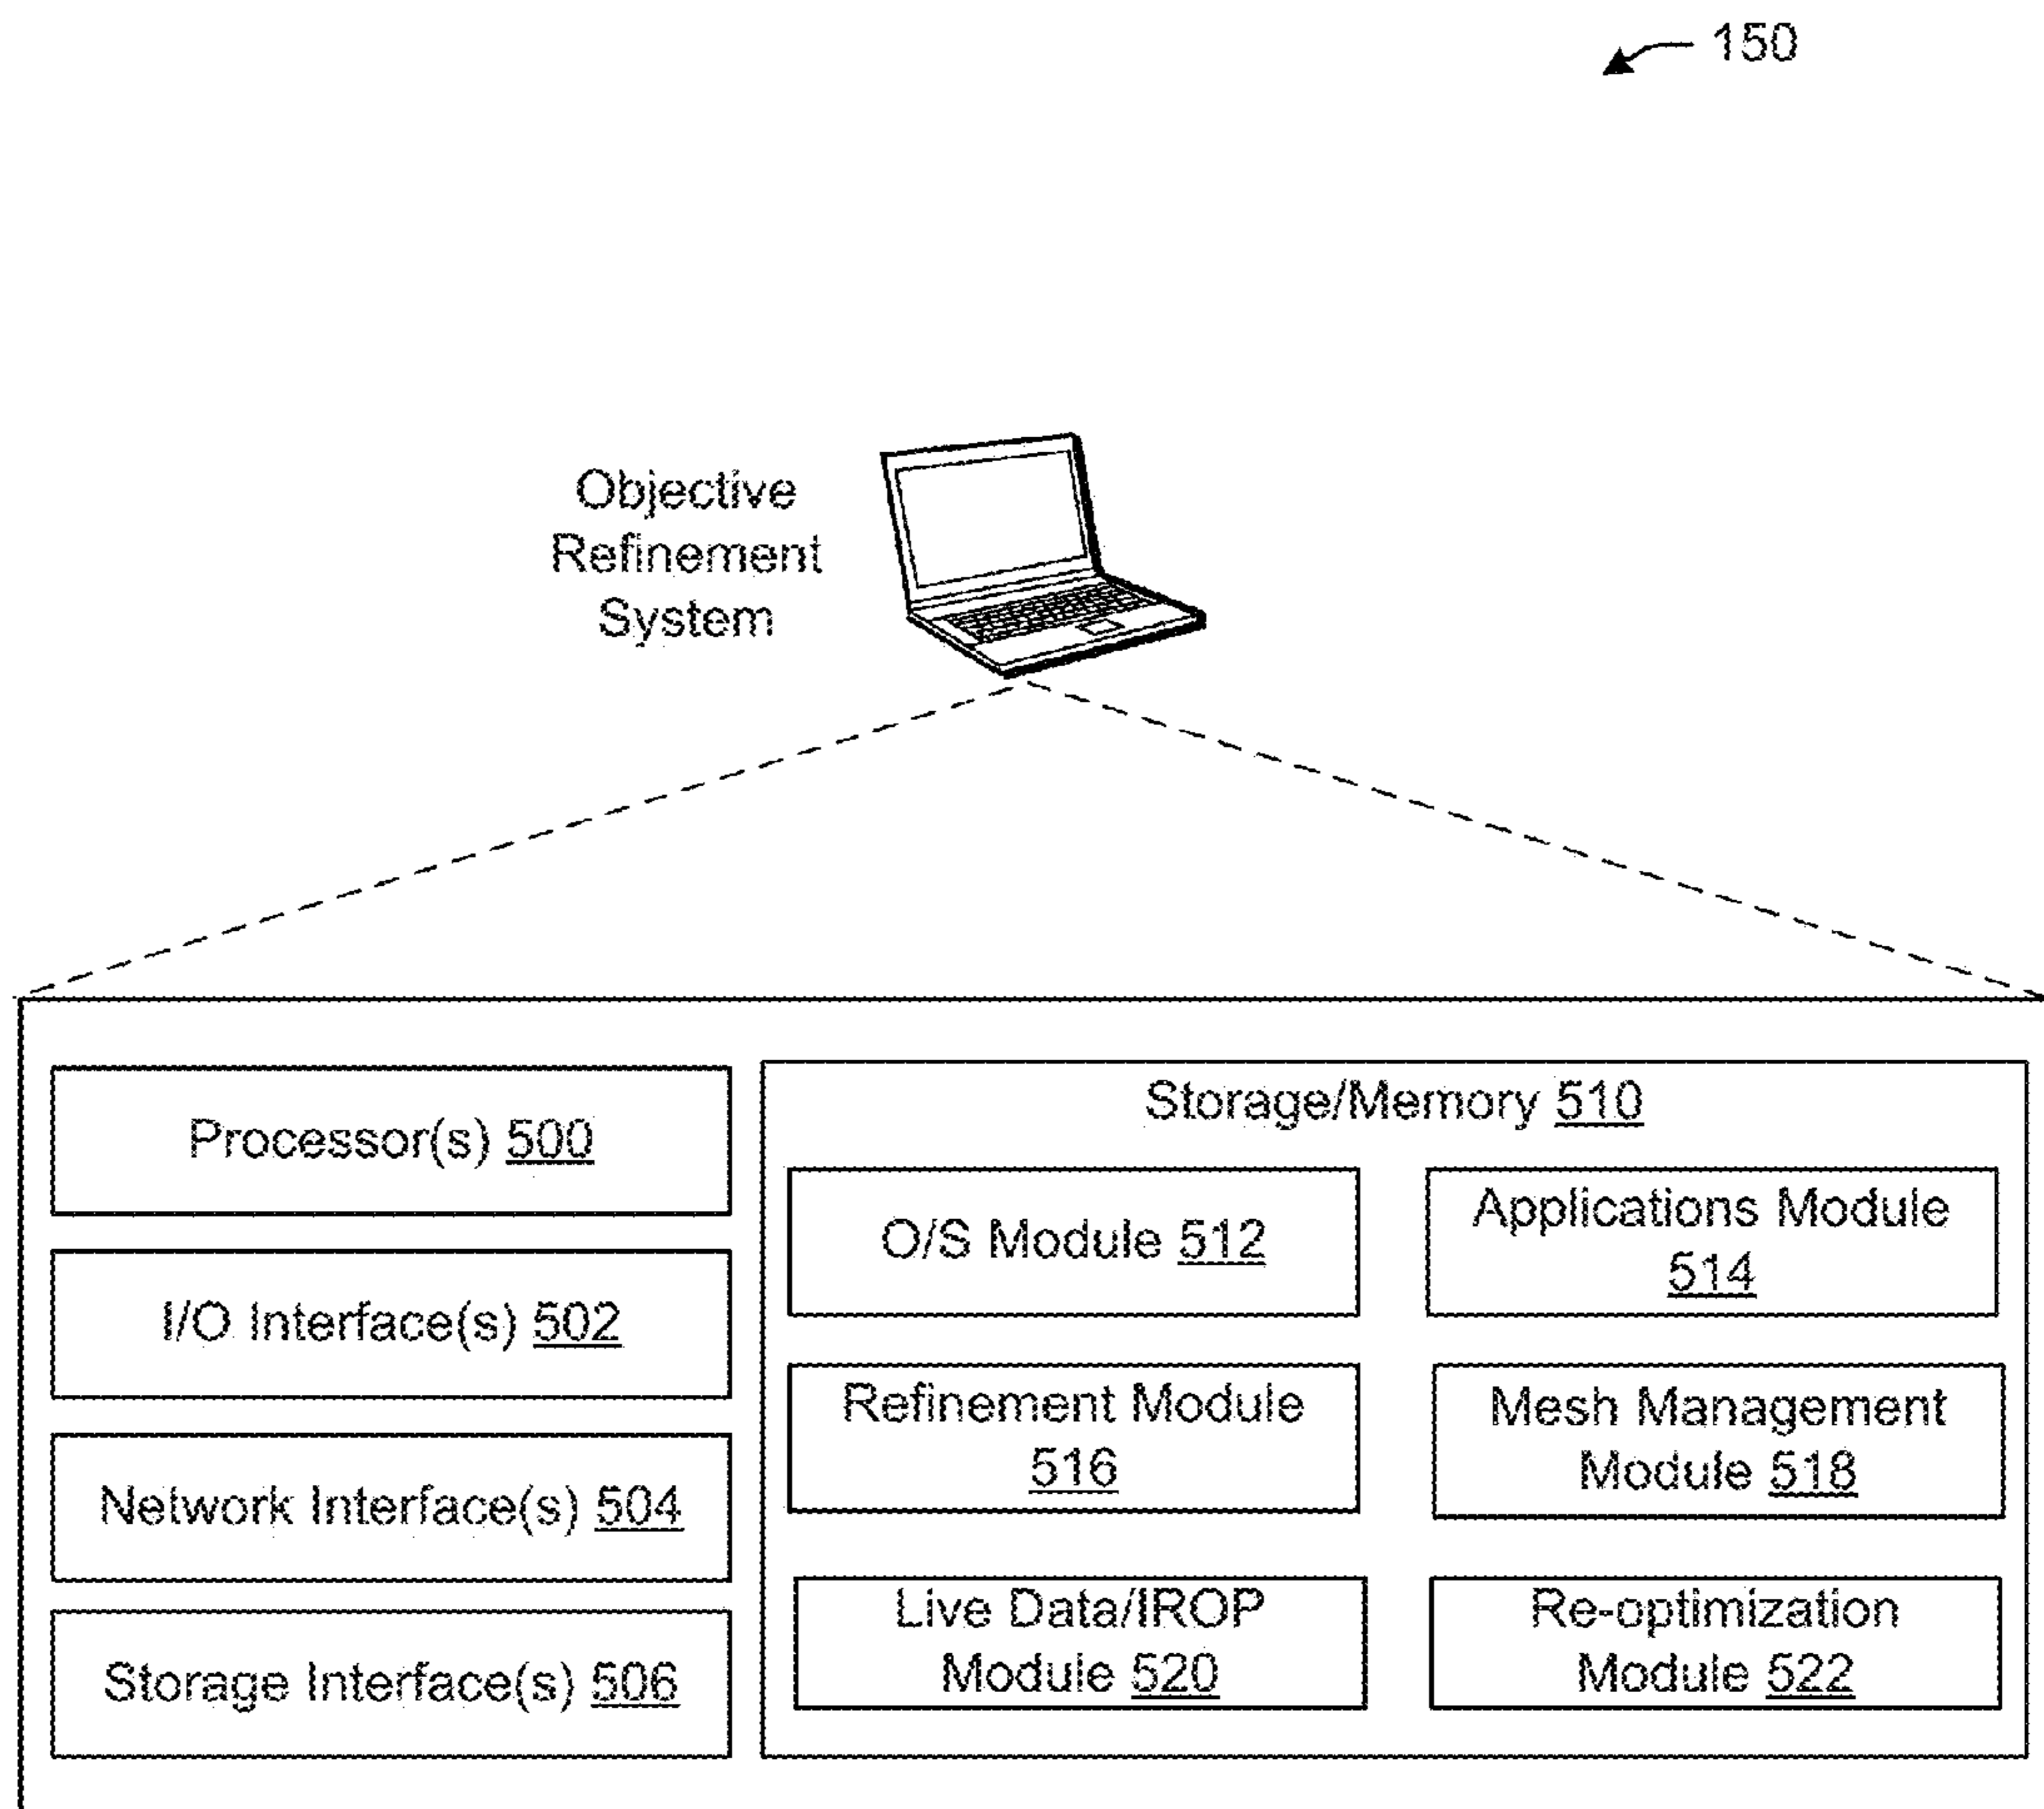 150
Objective
Refinement
System
Processor(s) 500
I/O Interface(s) 502
Network Interface(s) 504
Storage Interface(s) 506
Storage/Memory 510
O/S Module 512
Applications Module
514
Refinement Module
516
Mesh Management
Module 518
Live Data/IROP
Module 520
Re-optimization
Module 522